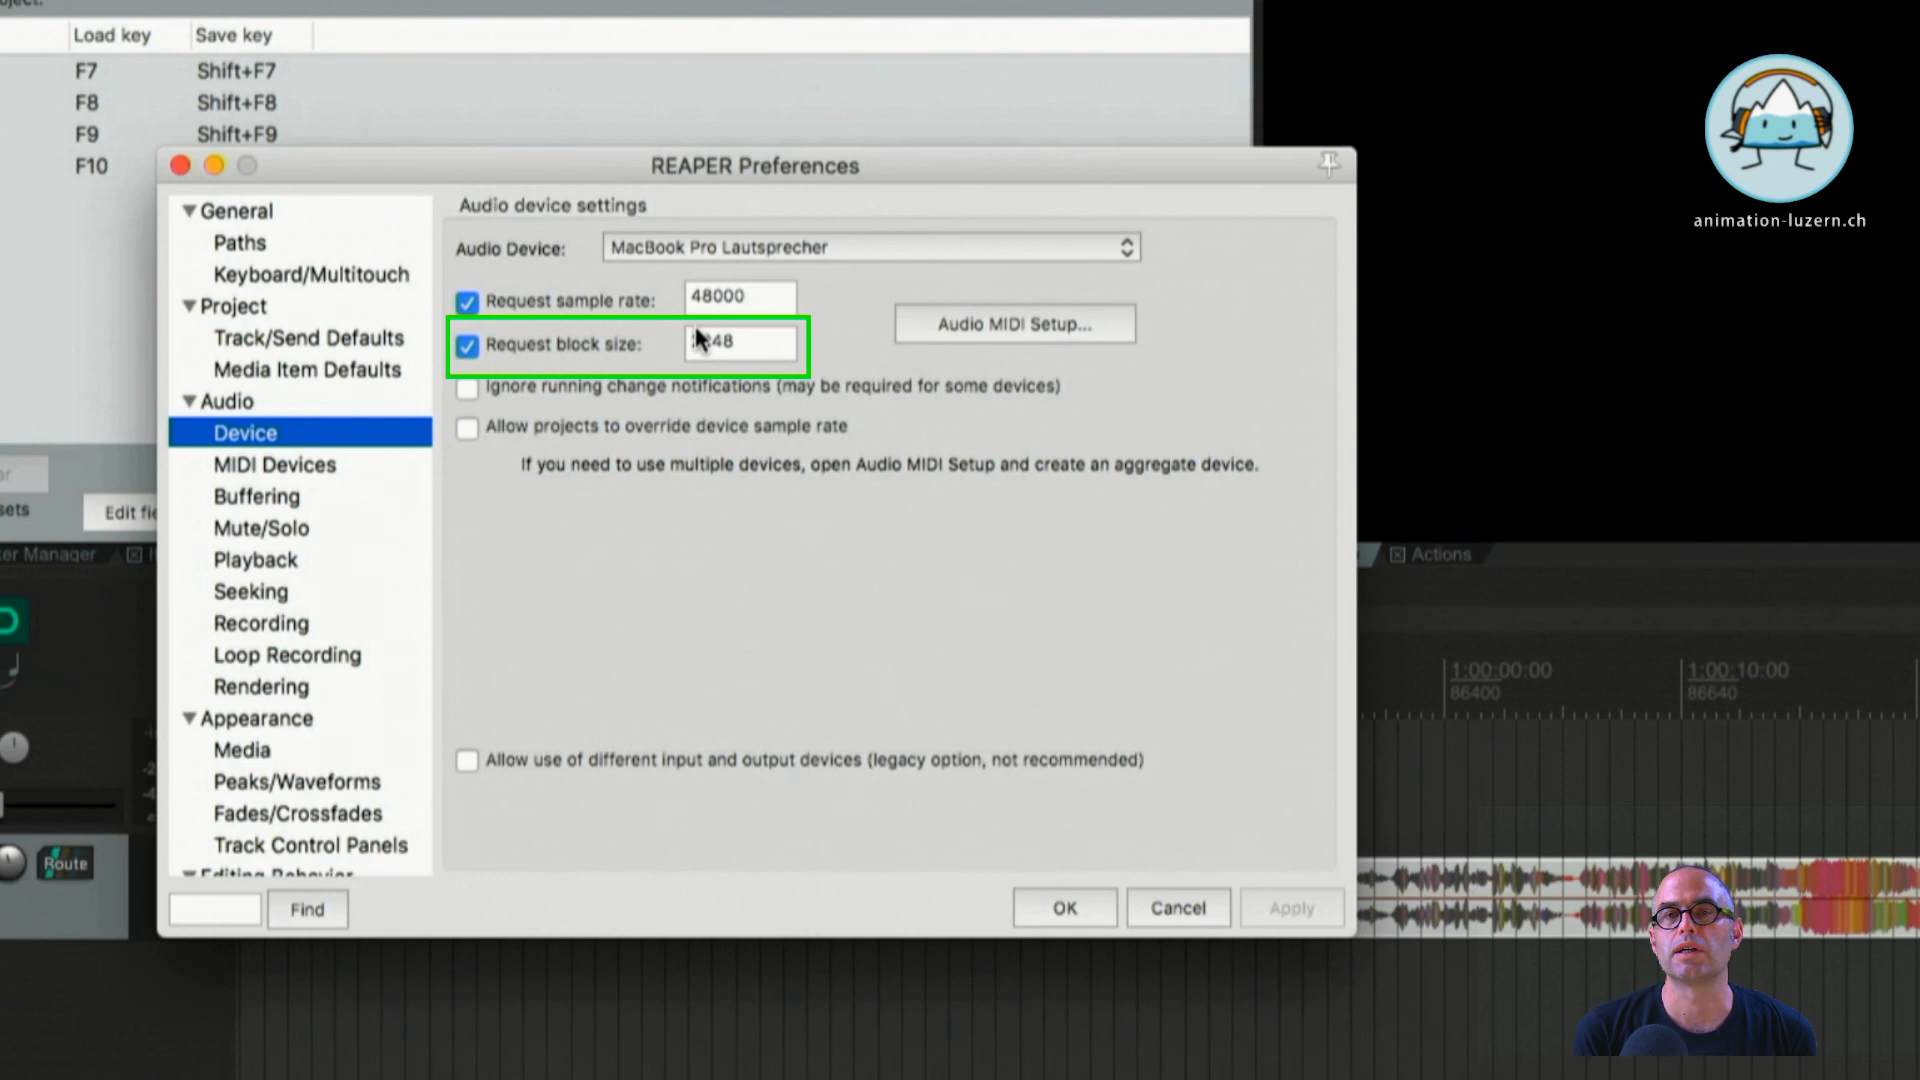 Load key Save key
F7 Shift+F7
F8 Shift+F8
F9 Shift+F9
F10
animation-luzern.ch
REAPER Preferences
General
Paths
Keyboard/Multitouch
Project
Track/Send Defaults
Media Item Defaults
Audio
Device
MIDI Devices
Buffering
Mute/Solo
Playback
Seeking
Recording
Loop Recording
Rendering
Appearance
Media
Peaks/Waveforms
Fades/Crossfades
Track Control Panels
Editing Behavior
Find
Audio device settings
Audio Device: MacBook Pro Lautsprecher
Request sample rate: 48000
Request block size: 48
Audio MIDI Setup...
Ignore running change notifications (may be required for some devices)
Allow projects to override device sample rate
If you need to use multiple devices, open Audio MIDI Setup and create an aggregate device.
Allow use of different input and output devices (legacy option, not recommended)
OK Cancel Apply
Edit
Manager
Actions
1:00:00:00
86400
1:00:10:00
86640
Route